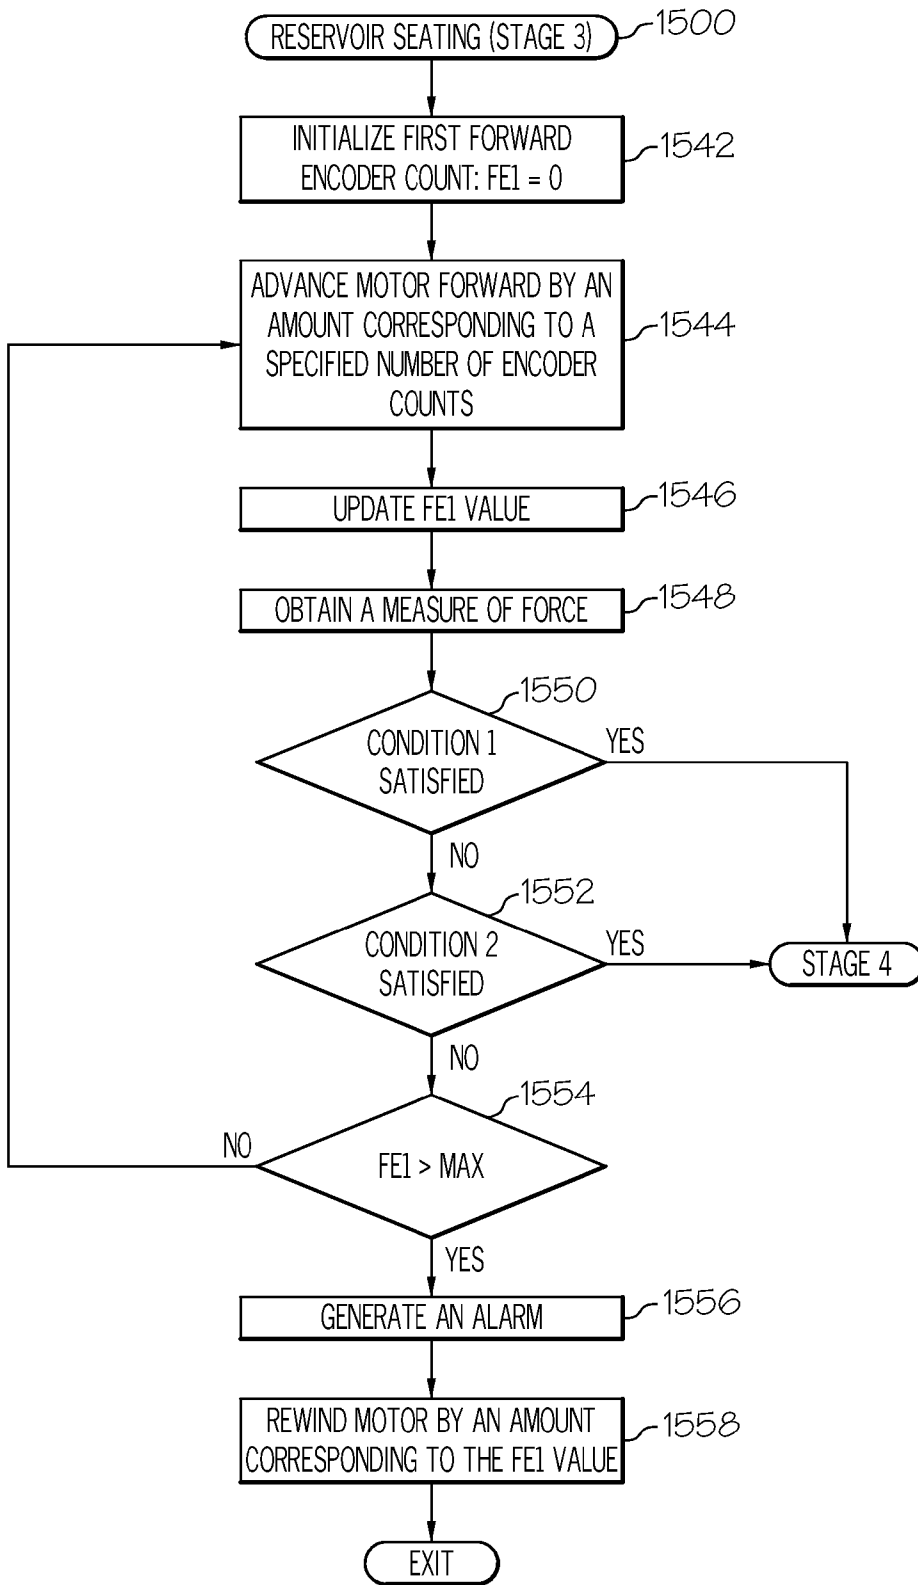 RESERVOIR SEATING (STAGE 3)
1500
INITIALIZE FIRST FORWARD
ENCODER COUNT: FE1 = 0
1542
ADVANCE MOTOR FORWARD BY AN
AMOUNT CORRESPONDING TO A
SPECIFIED NUMBER OF ENCODER
COUNTS
1544
UPDATE FE1 VALUE
1546
OBTAIN A MEASURE OF FORCE
1548
1550
CONDITION 1
SATISFIED
YES
NO
1552
CONDITION 2
SATISFIED
YES
STAGE 4
NO
1554
FE1 > MAX
NO
YES
GENERATE AN ALARM
1556
REWIND MOTOR BY AN AMOUNT
CORRESPONDING TO THE FE1 VALUE
1558
EXIT